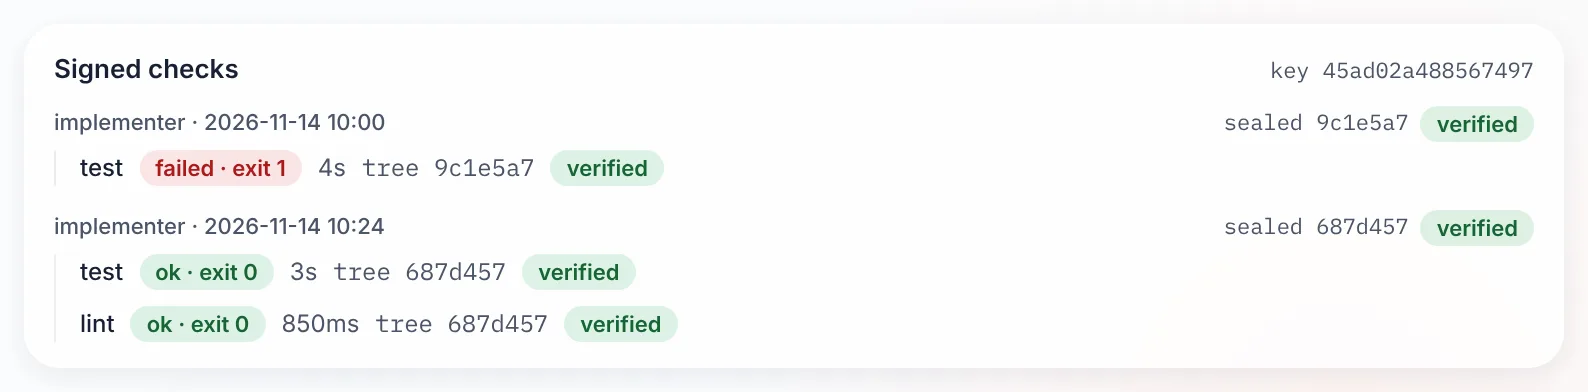 Signed checks key 45ad02a488567497
implementer · 2026-11-14 10:00 sealed 9c1e5a7 verified
test failed · exit 1 4s tree 9c1e5a7 verified
implementer · 2026-11-14 10:24 sealed 687d457 verified
test ok · exit 0 3s tree 687d457 verified
lint ok · exit 0 850ms tree 687d457 verified